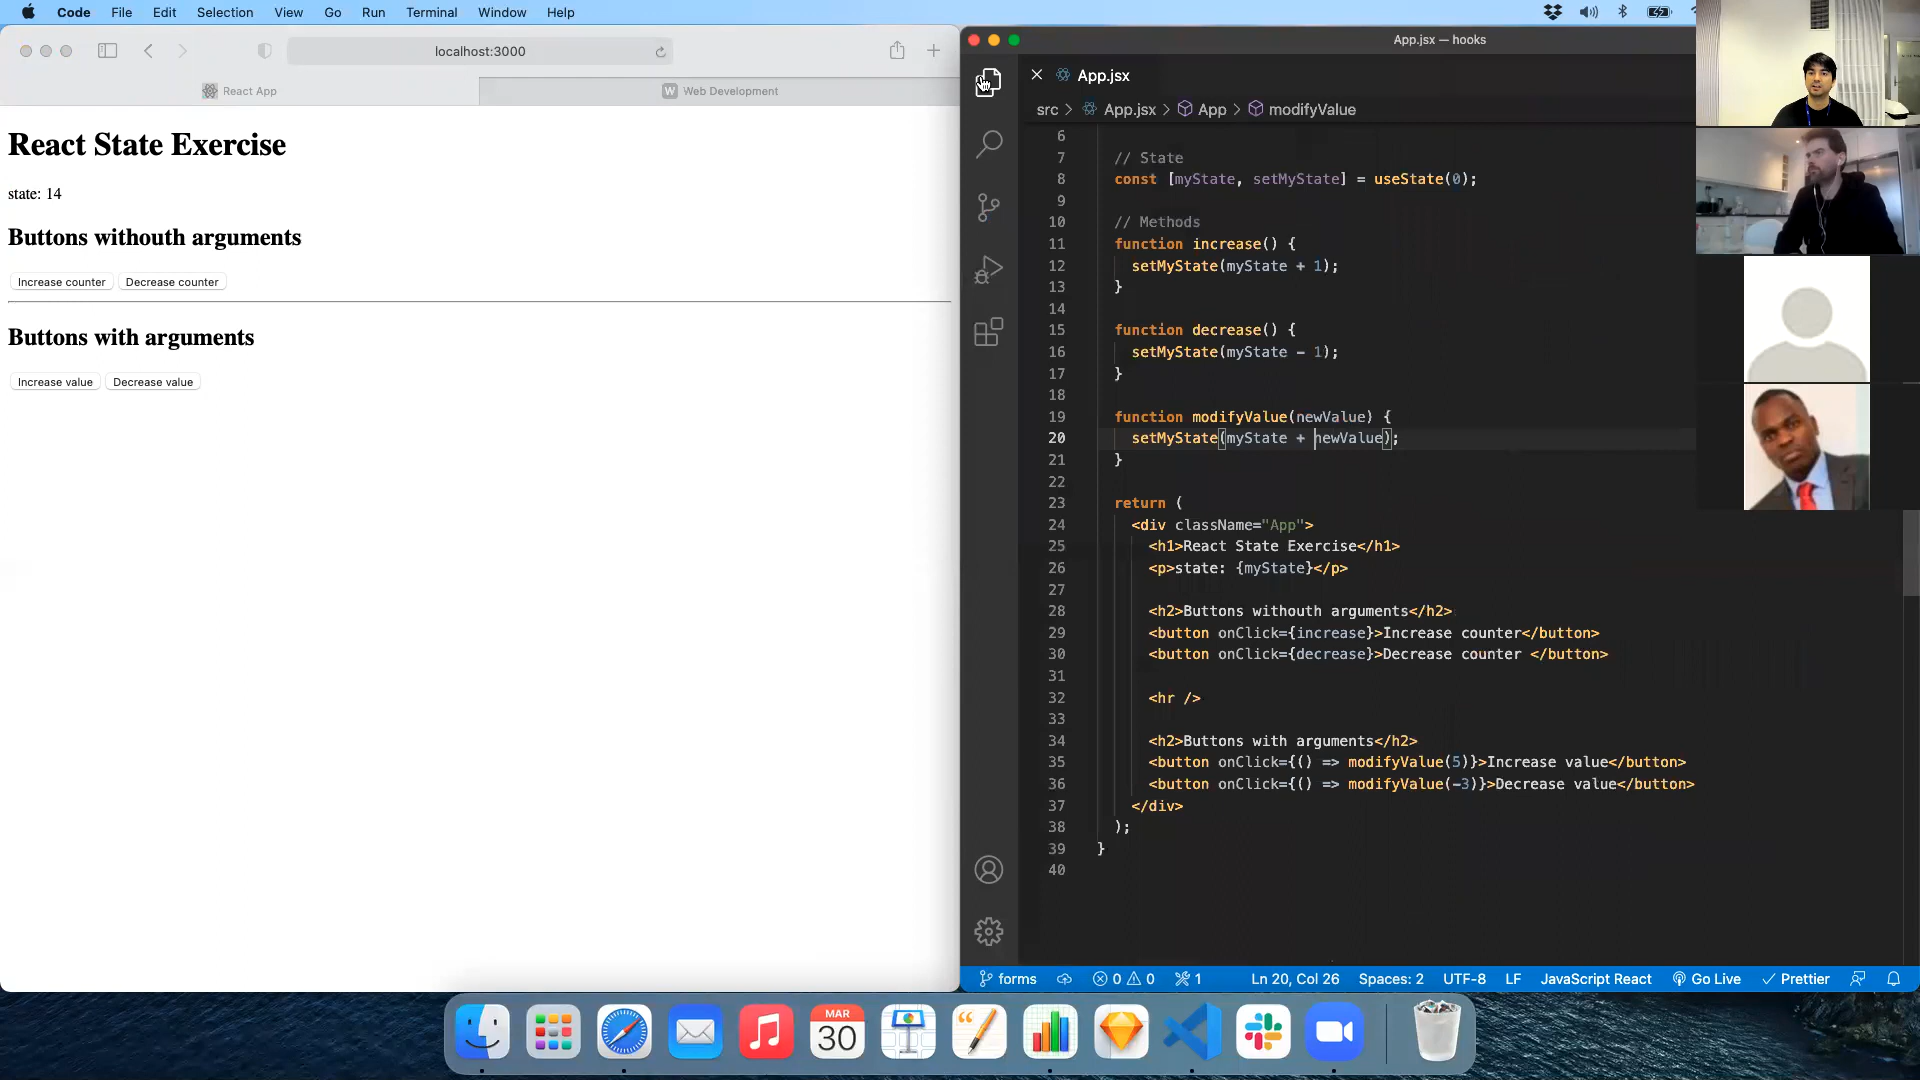 Code File Edit Selection View Go Run Terminal Window Help
localhost:3000
React App
W Web Development
React State Exercise
state: 14
Buttons withouth arguments
Increase counter Decrease counter
Buttons with arguments
Increase value Decrease value
App.jsx — hooks
App.jsx
src > App.jsx > App > modifyValue
6
7 // State
8 const [myState, setMyState] = useState(0);
9
10 // Methods
11 function increase() {
12 setMyState(myState + 1);
13 }
14
15 function decrease() {
16 setMyState(myState - 1);
17 }
18
19 function modifyValue(newValue) {
20 setMyState(myState + newValue);
21 }
22
23 return (
24 <div className="App">
25 <h1>React State Exercise</h1>
26 <p>state: {myState}</p>
27
28 <h2>Buttons withouth arguments</h2>
29 <button onClick={increase}>Increase counter</button>
30 <button onClick={decrease}>Decrease counter </button>
31
32 <hr />
33
34 <h2>Buttons with arguments</h2>
35 <button onClick={() => modifyValue(5)}>Increase value</button>
36 <button onClick={() => modifyValue(-3)}>Decrease value</button>
37 </div>
38 );
39 }
40
forms 0 0 1 Ln 20, Col 26 Spaces: 2 UTF-8 LF JavaScript React Go Live Prettier
MAR
30